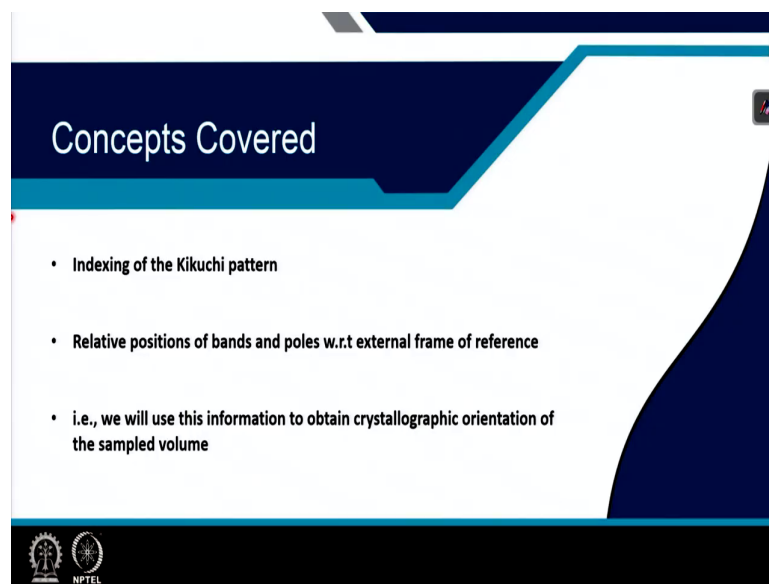 Concepts Covered
• Indexing of the Kikuchi pattern
• Relative positions of bands and poles w.r.t external frame of reference
• i.e., we will use this information to obtain crystallographic orientation of
the sampled volume
NPTEL